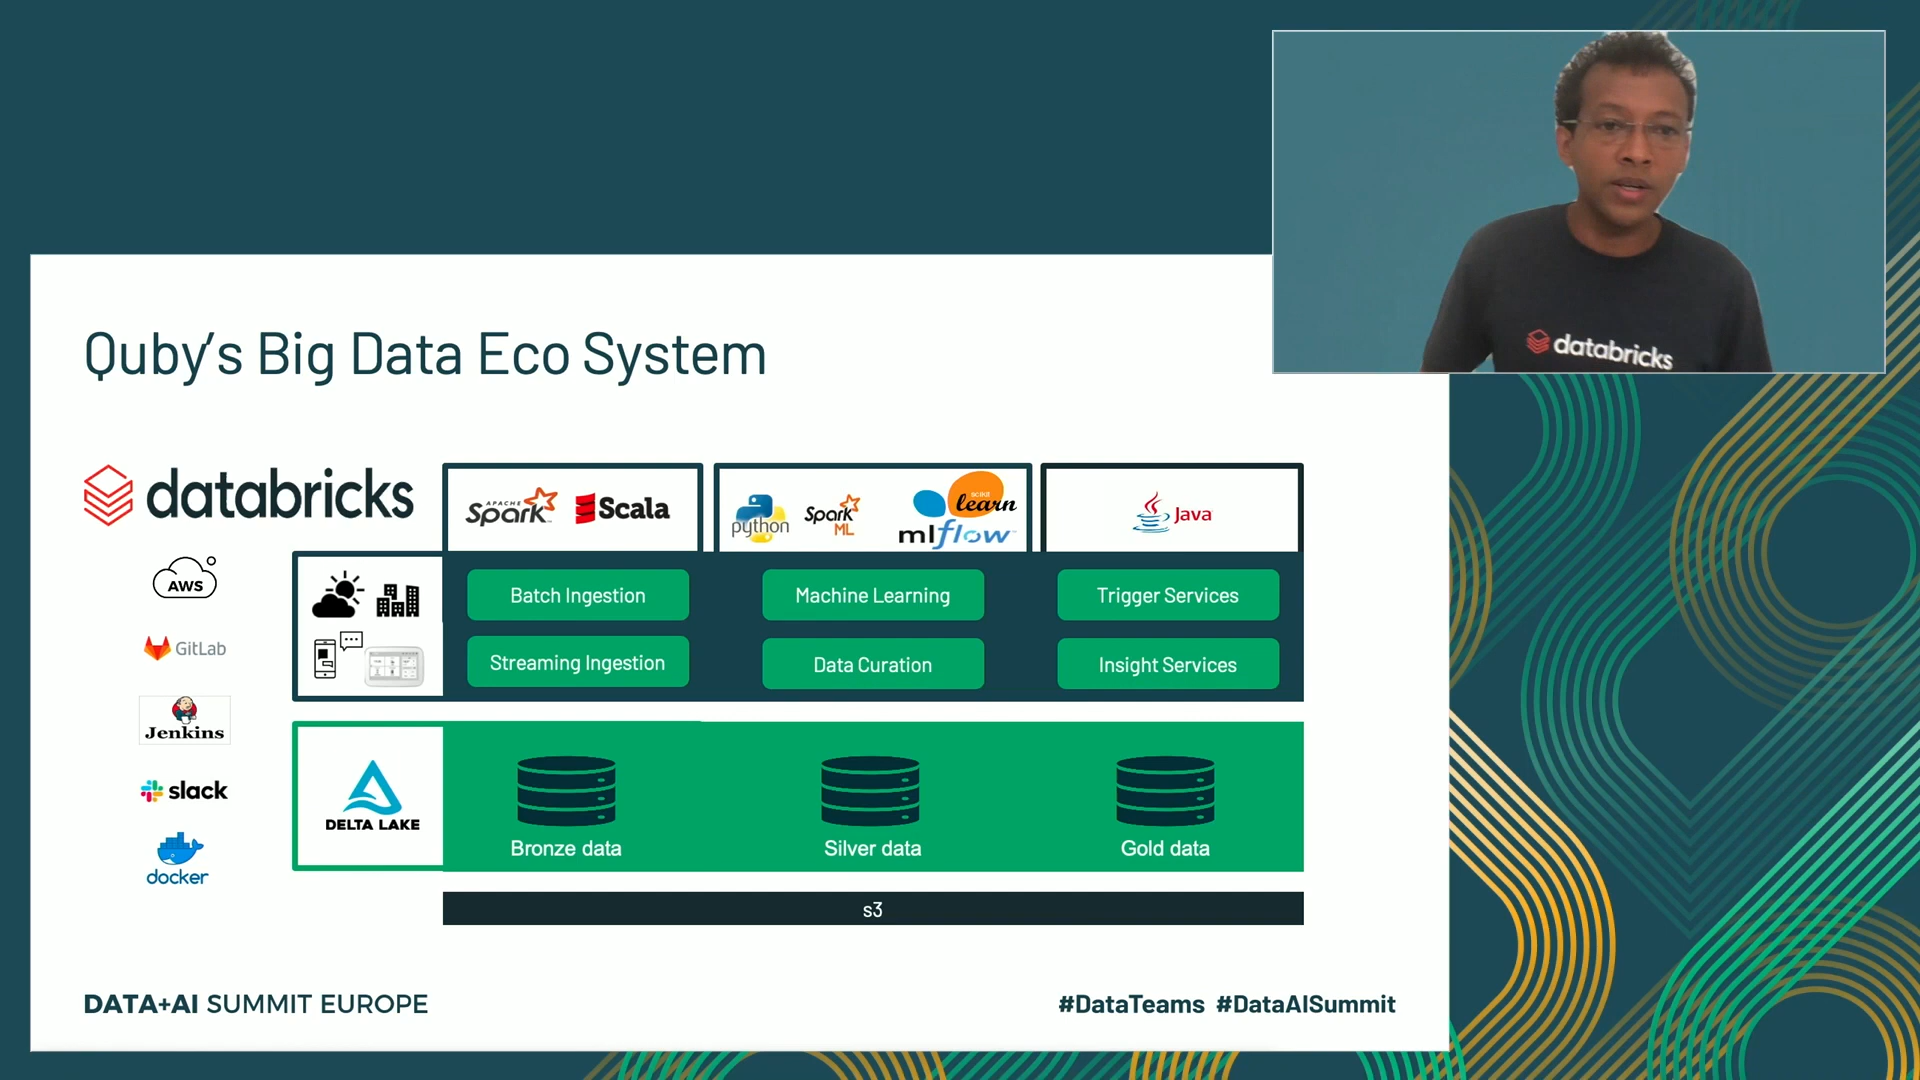 databricks
Quby's Big Data Eco System
databricks
APACHE Spark
Scala
python
Spark ML
scikit learn
mlflow
Java
AWS
GitLab
Jenkins
slack
docker
Batch Ingestion
Machine Learning
Trigger Services
Streaming Ingestion
Data Curation
Insight Services
DELTA LAKE
Bronze data
Silver data
Gold data
s3
DATA+AI SUMMIT EUROPE
#DataTeams #DataAISummit